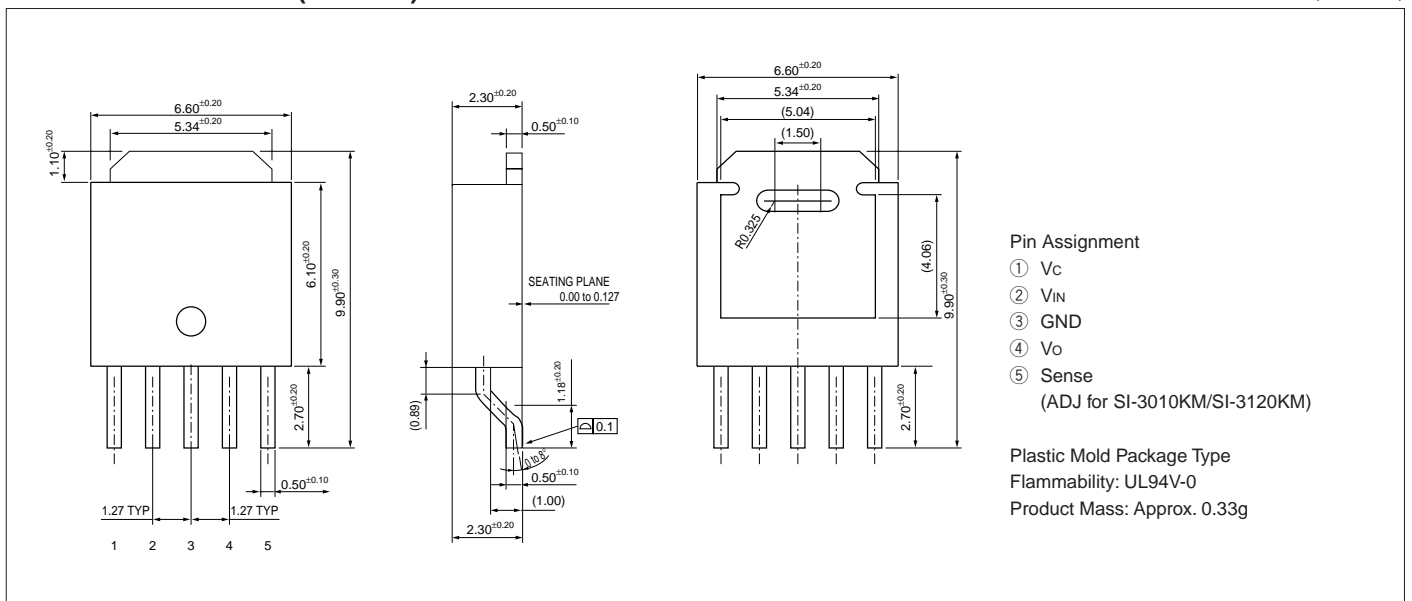 6.60±0.20
5.34±0.20
1.10±0.20
6.10±0.20
9.90±0.30
2.70±0.20
0.50±0.10
1.27 TYP
1.27 TYP
1 2 3 4 5
2.30±0.20
0.50±0.10
SEATING PLANE
0.00 to 0.127
(0.89)
1.18±0.20
0.1
0 to 8°
0.50±0.10
(1.00)
2.30±0.20
6.60±0.20
5.34±0.20
(5.04)
(1.50)
R0.325
(4.06)
9.90±0.30
2.70±0.20
Pin Assignment
① VC
② VIN
③ GND
④ VO
⑤ Sense
(ADJ for SI-3010KM/SI-3120KM)
Plastic Mold Package Type
Flammability: UL94V-0
Product Mass: Approx. 0.33g